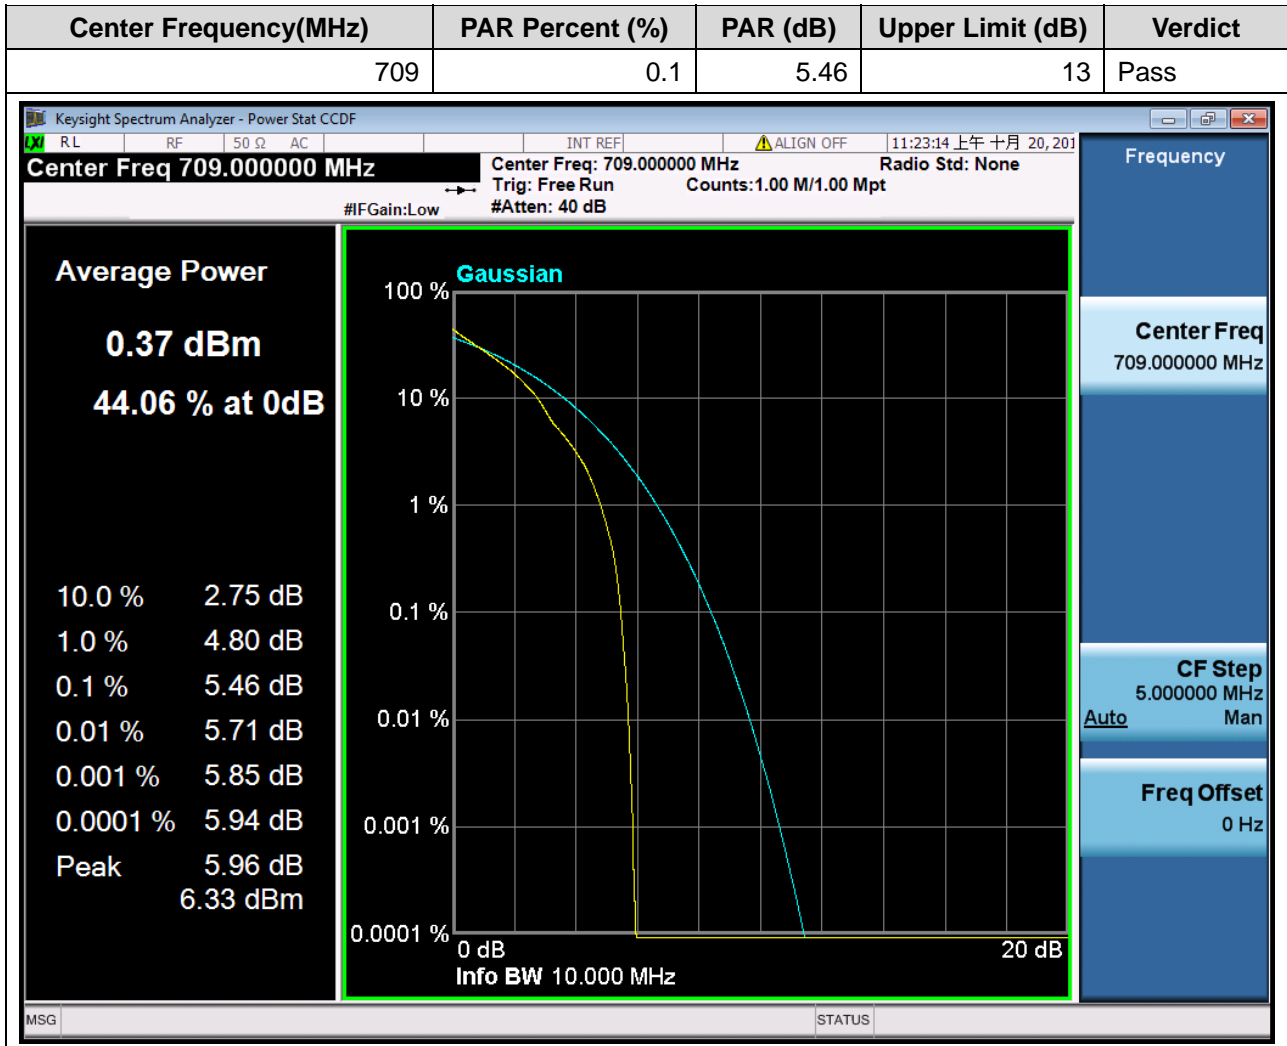 Center Frequency(MHz) PAR Percent (%) PAR (dB) Upper Limit (dB) Verdict
709 0.1 5.46 13 Pass
Keysight Spectrum Analyzer - Power Stat CCDF
LXI RL RF 50 Ω AC INT REF ALIGN OFF 11:23:14 上午 十月 20, 201
Center Freq 709.000000 MHz
Center Freq: 709.000000 MHz Radio Std: None
Trig: Free Run Counts:1.00 M/1.00 Mpt
#IFGain:Low #Atten: 40 dB
Average Power
0.37 dBm
44.06 % at 0dB
10.0 % 2.75 dB
1.0 % 4.80 dB
0.1 % 5.46 dB
0.01 % 5.71 dB
0.001 % 5.85 dB
0.0001 % 5.94 dB
Peak 5.96 dB
6.33 dBm
Gaussian
100 %
10 %
1 %
0.1 %
0.01 %
0.001 %
0.0001 %
0 dB 20 dB
Info BW 10.000 MHz
Frequency
Center Freq
709.000000 MHz
CF Step
5.000000 MHz
Auto Man
Freq Offset
0 Hz
MSG STATUS